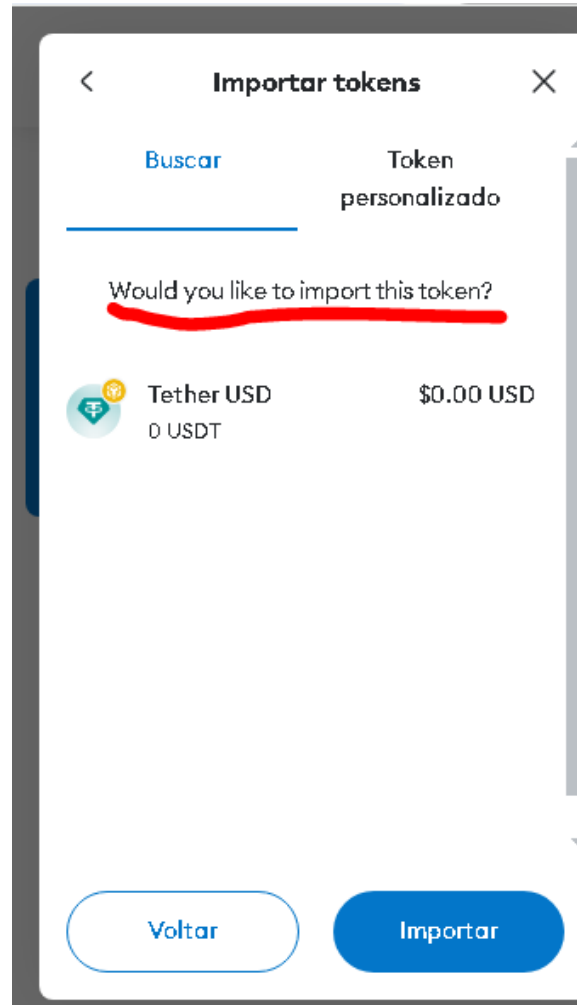 Importar tokens
Buscar
Token
personalizado
Would you like to import this token?
Tether USD
$0.00 USD
0 USDT
Voltar
Importar